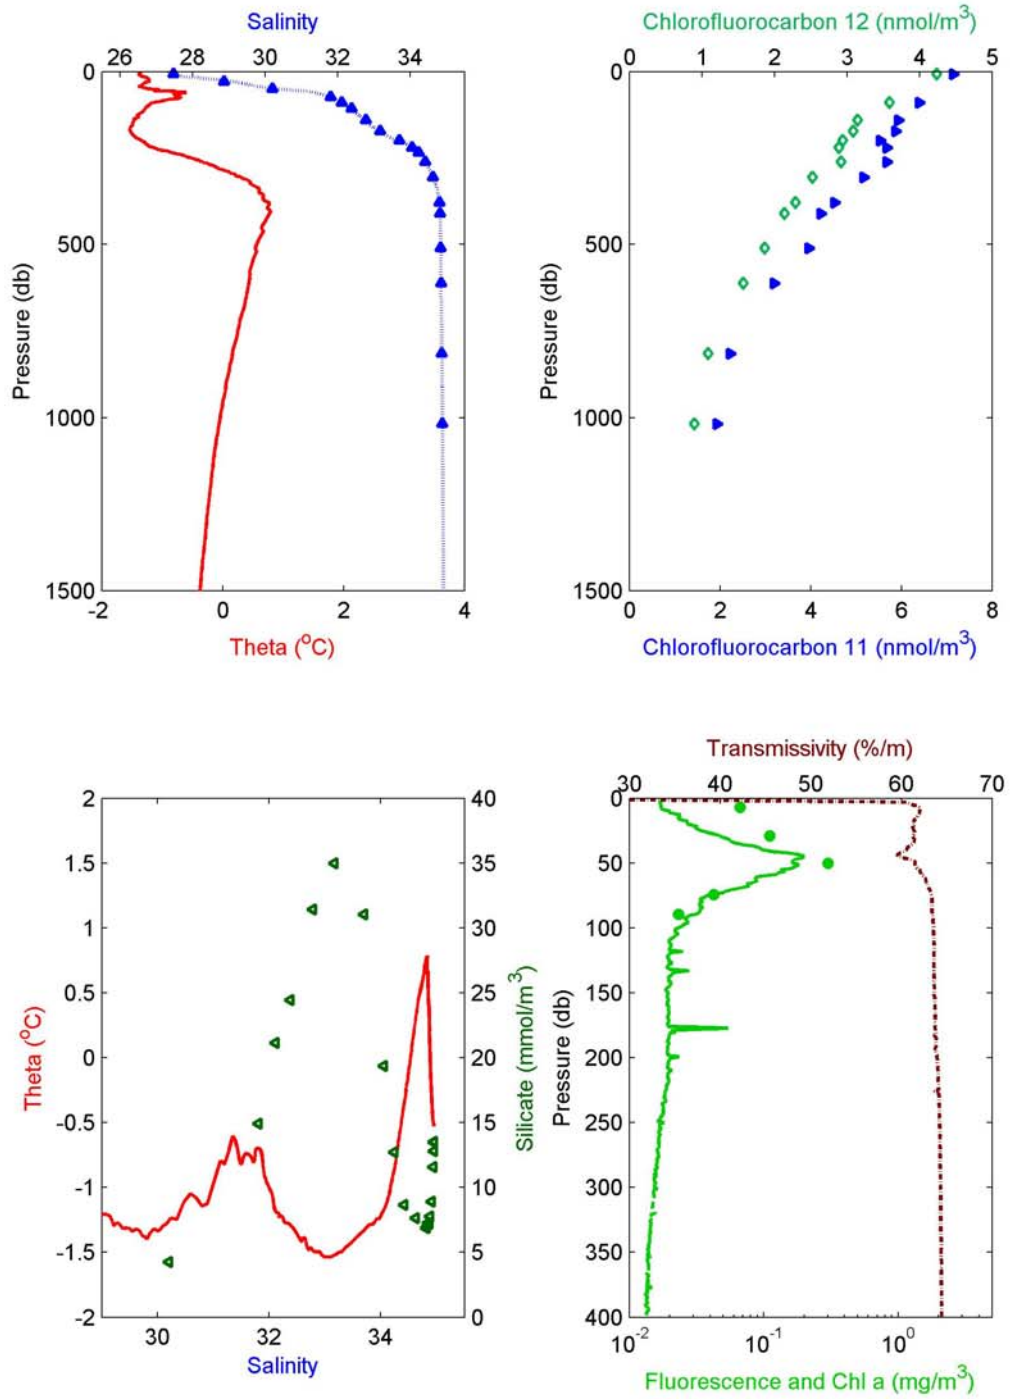 Salinity
26 28 30 32 34
0
500
1000
1500
Pressure (db)
-2 0 2 4
Theta (°C)
Chlorofluorocarbon 12 (nmol/m³)
0 1 2 3 4 5
0
500
1000
1500
Pressure (db)
0 2 4 6 8
Chlorofluorocarbon 11 (nmol/m³)
2
1.5
1
0.5
0
-0.5
-1
-1.5
-2
Theta (°C)
40
35
30
25
20
15
10
5
0
Silicate (mmol/m³)
30 32 34
Salinity
Transmissivity (%/m)
30 40 50 60 70
0
50
100
150
200
250
300
350
400
Pressure (db)
10⁻² 10⁻¹ 10⁰
Fluorescence and Chl a (mg/m³)